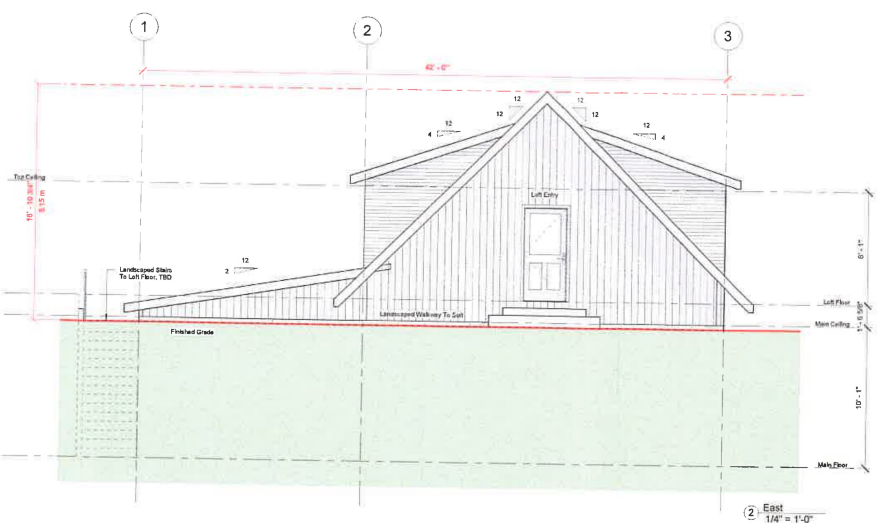 1
2
3
42' - 0"
12
12
12
12
12
4
12
4
Top Ceiling
16' - 10 3/4"
5.15 m
Loft Entry
6' - 1"
12
2
Landscaped Stairs
To Loft Floor, TBD
Loft Floor
Landscaped Walkway To Suit
1' - 6 5/8"
Main Ceiling
Finished Grade
10' - 1"
Main Floor
2
East
1/4" = 1'-0"